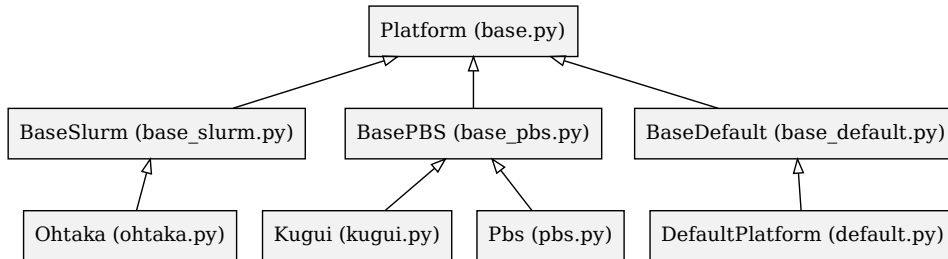 Platform (base.py)
BaseSlurm (base_slurm.py)
BasePBS (base_pbs.py)
BaseDefault (base_default.py)
Ohtaka (ohtaka.py)
Kugui (kugui.py)
Pbs (pbs.py)
DefaultPlatform (default.py)